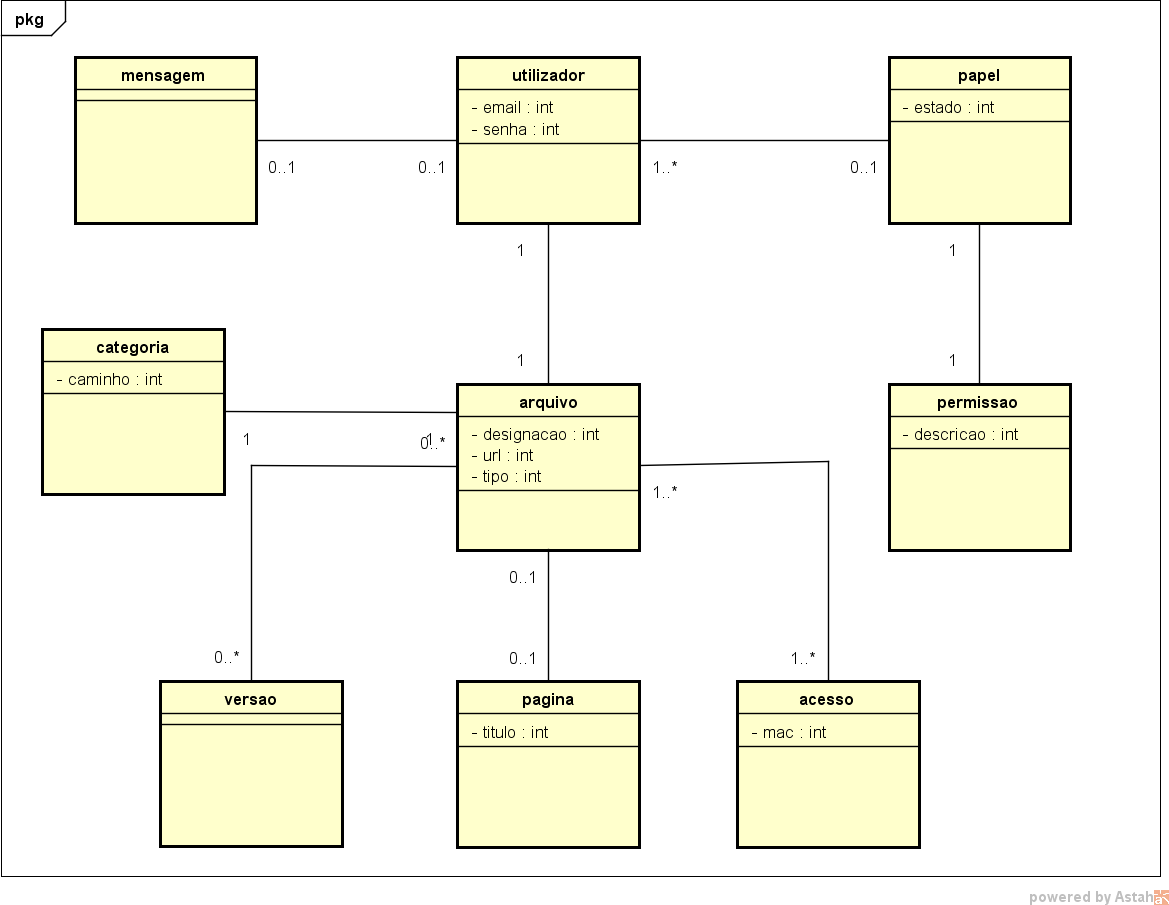 pkg
mensagem
utilizador
- email : int
- senha : int
papel
- estado : int
0..1
0..1
1..*
0..1
1
1
categoria
- caminho : int
1
1
arquivo
- designacao : int
- url : int
- tipo : int
permissao
- descricao : int
1
0..*
1
1..*
0..1
0..*
0..1
1..*
versao
pagina
- titulo : int
acesso
- mac : int
powered by Astah